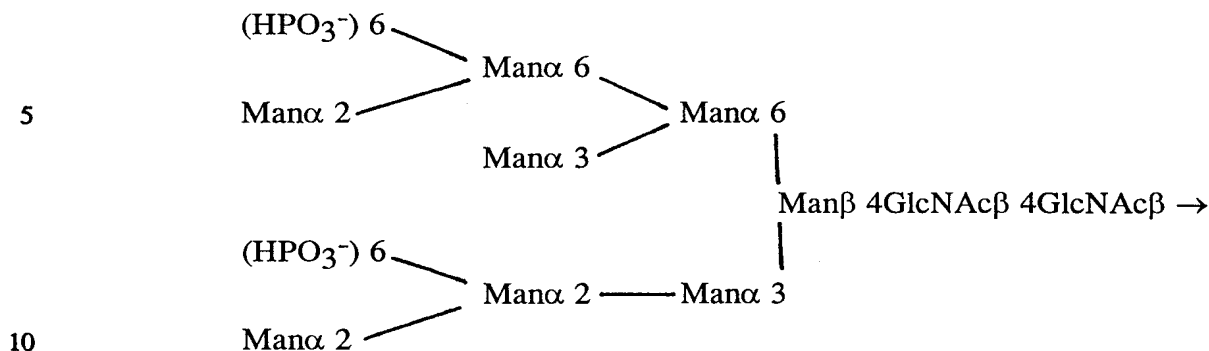 (HPO3⁻) 6
Manα 6
5 Manα 2 Manα 6
Manα 3
Manβ 4GlcNAcβ 4GlcNAcβ →
(HPO3⁻) 6
Manα 2 Manα 3
10 Manα 2